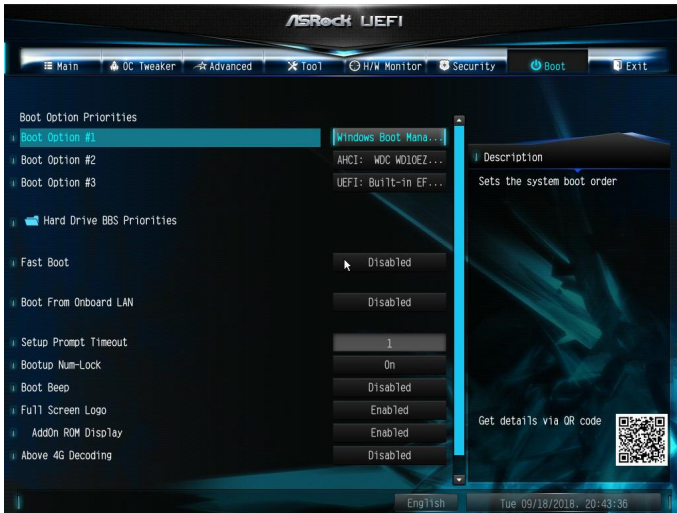 ASRock UEFI
Main OC Tweaker Advanced Tool H/W Monitor Security Boot Exit
Boot Option Priorities
Boot Option #1 Windows Boot Mana...
Boot Option #2 AHCI: WDC WD10EZ...
Boot Option #3 UEFI: Built-in EF...
Hard Drive BBS Priorities
Fast Boot Disabled
Boot From Onboard LAN Disabled
Setup Prompt Timeout 1
Bootup Num-Lock On
Boot Beep Disabled
Full Screen Logo Enabled
AddOn ROM Display Enabled
Above 4G Decoding Disabled
Description
Sets the system boot order
Get details via QR code
English Tue 09/18/2018. 20:43:36